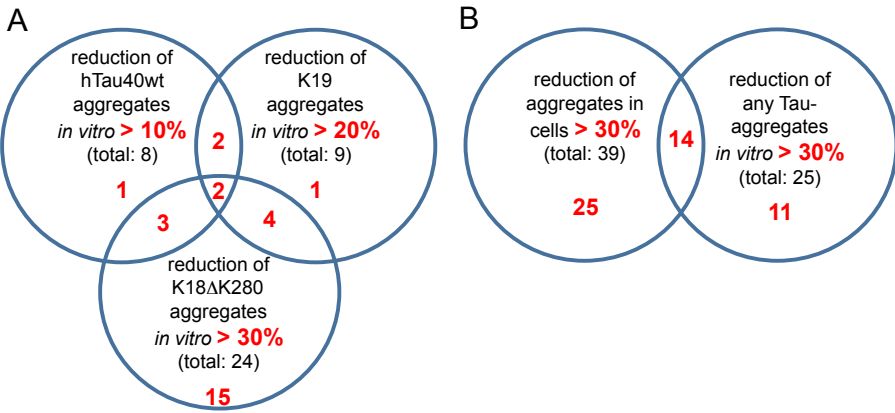 A
reduction of
hTau40wt
aggregates
in vitro > 10%
(total: 8)
1
2
reduction of
K19
aggregates
in vitro > 20%
(total: 9)
1
2
3
4
reduction of
K18ΔK280
aggregates
in vitro > 30%
(total: 24)
15
B
reduction of
aggregates in
cells > 30%
(total: 39)
25
14
reduction of
any Tau-
aggregates
in vitro > 30%
(total: 25)
11